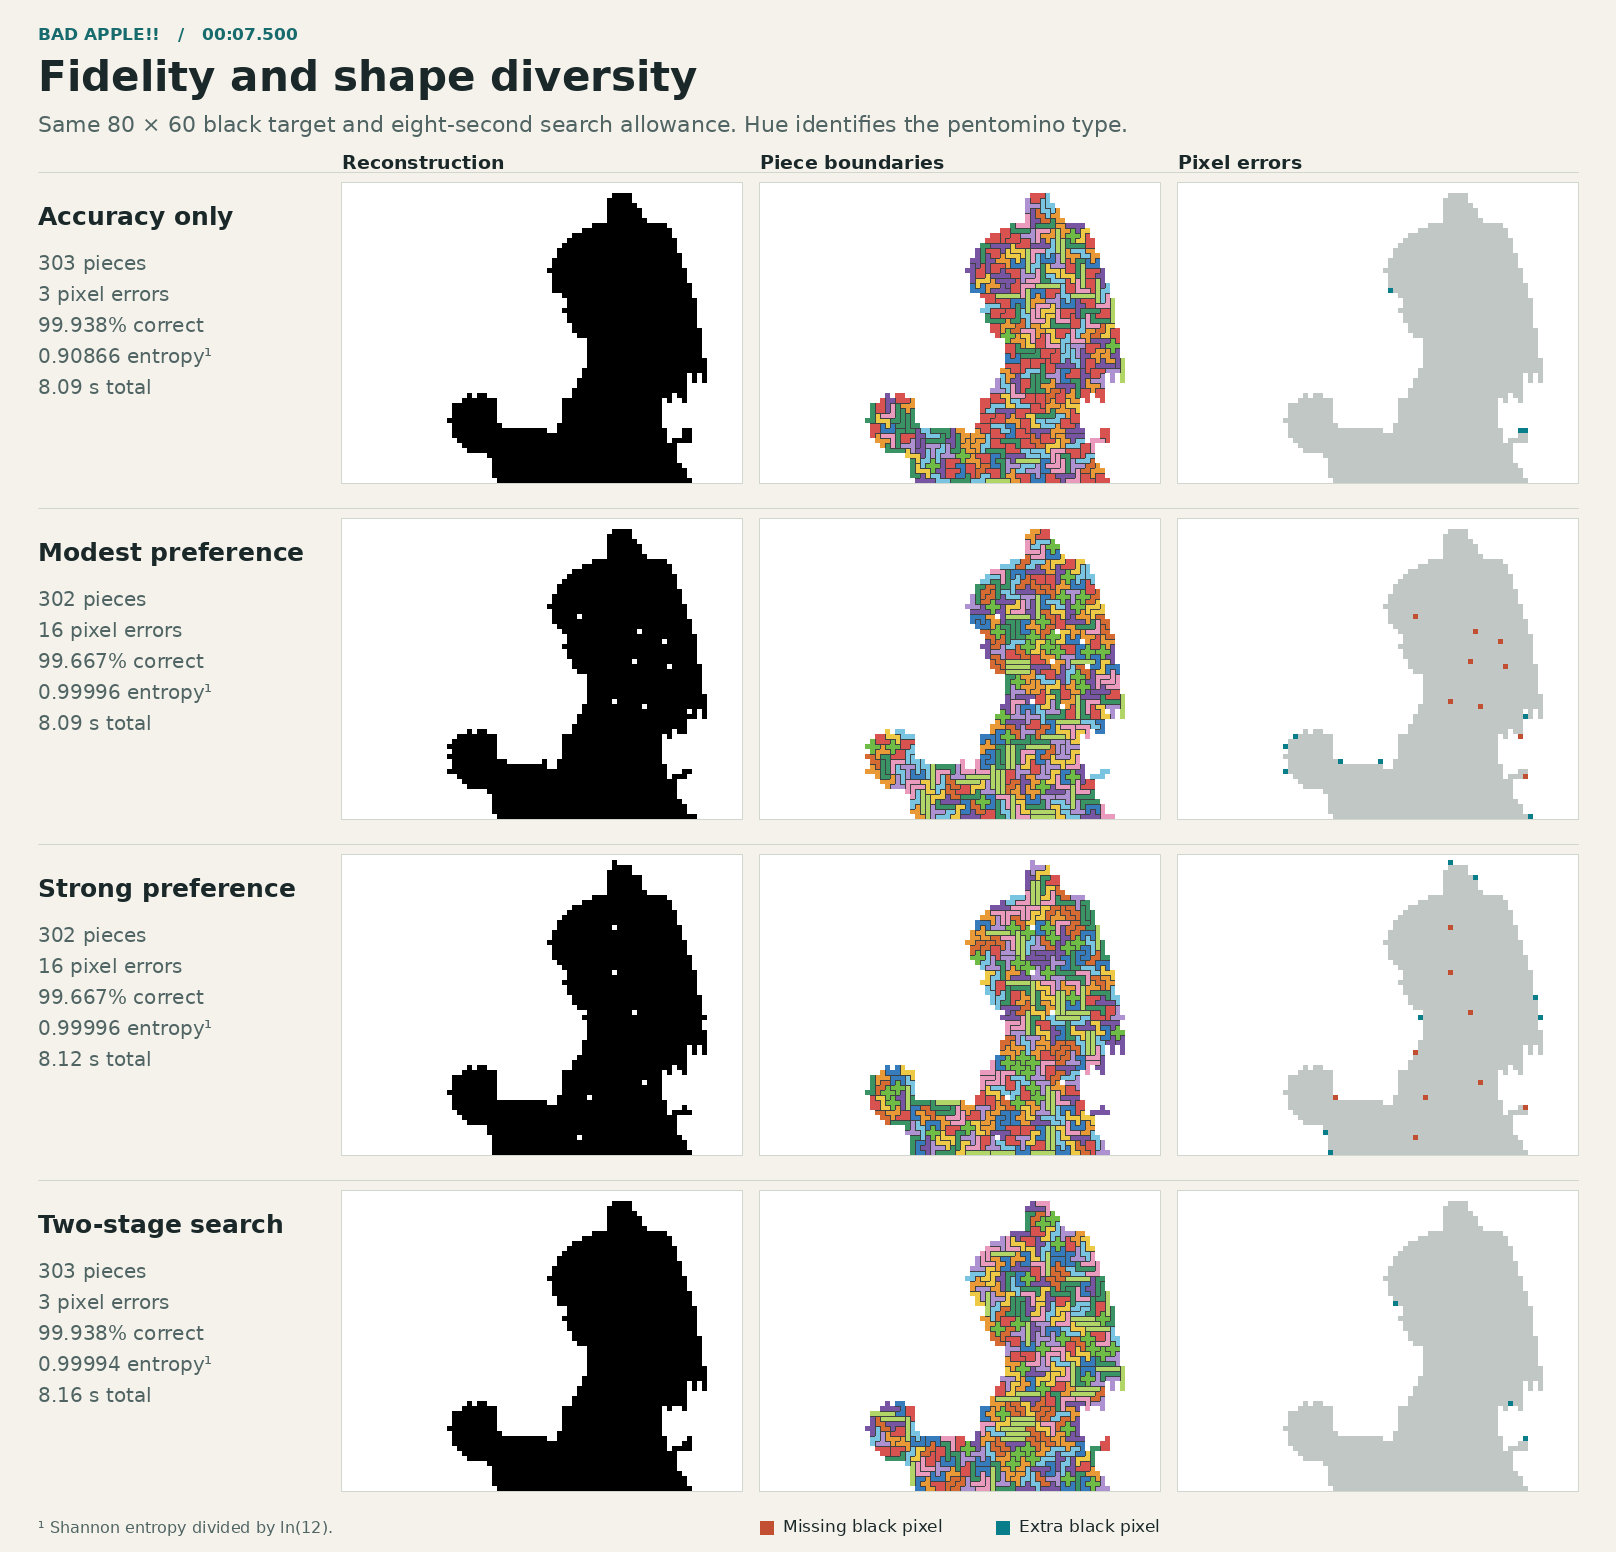 BAD APPLE!! / 00:07.500
Fidelity and shape diversity
Same 80 × 60 black target and eight-second search allowance. Hue identifies the pentomino type.
Reconstruction
Piece boundaries
Pixel errors
Accuracy only
303 pieces
3 pixel errors
99.938% correct
0.90866 entropy¹
8.09 s total
Modest preference
302 pieces
16 pixel errors
99.667% correct
0.99996 entropy¹
8.09 s total
Strong preference
302 pieces
16 pixel errors
99.667% correct
0.99996 entropy¹
8.12 s total
Two-stage search
303 pieces
3 pixel errors
99.938% correct
0.99994 entropy¹
8.16 s total
¹ Shannon entropy divided by ln(12).
Missing black pixel
Extra black pixel